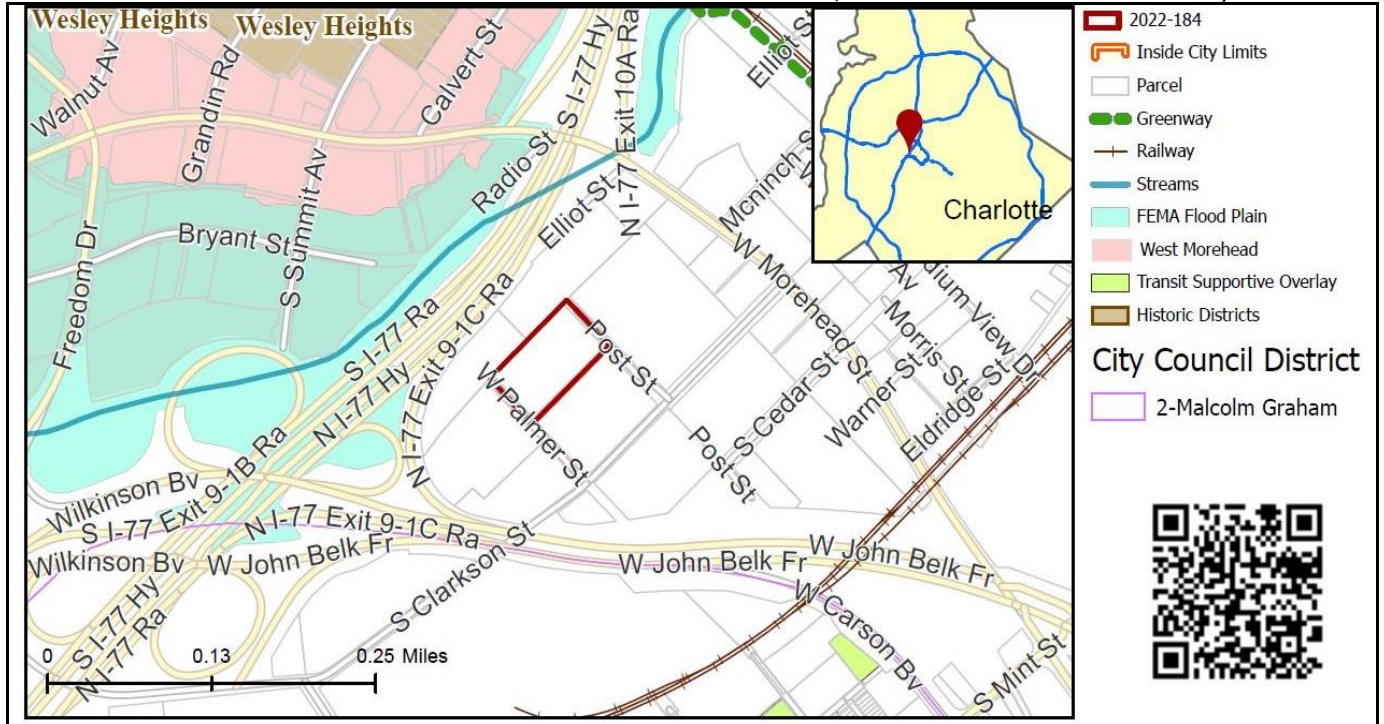 Wesley Heights
Wesley Heights
Walnut Av
Grandin Rd
Calvert St
S I-77 Hy
N I-77 Exit 10A Ra
Elliot St
Radio St
S Summit Av
Bryant St
Freedom Dr
Elliot St
Mcninch S
W
W Morehead St
S I-77 Ra
N I-77 Hy
N I-77 Exit 9-1C Ra
Post St
W Palmer St
Av
dium View Dr
Morris St
Warner St
Eldridge St
S Cedar St
Post St
Wilkinson Bv
S I-77 Exit 9-1B Ra
N I-77 Exit 9-1C Ra
Wilkinson Bv
W John Belk Fr
W John Belk Fr
W John Belk Fr
S Clarkson St
W Carson Bv
S Mint St
S I-77 Hy
N I-77 Ra
0 0.13 0.25 Miles
Charlotte
2022-184
Inside City Limits
Parcel
Greenway
Railway
Streams
FEMA Flood Plain
West Morehead
Transit Supportive Overlay
Historic Districts
City Council District
2-Malcolm Graham